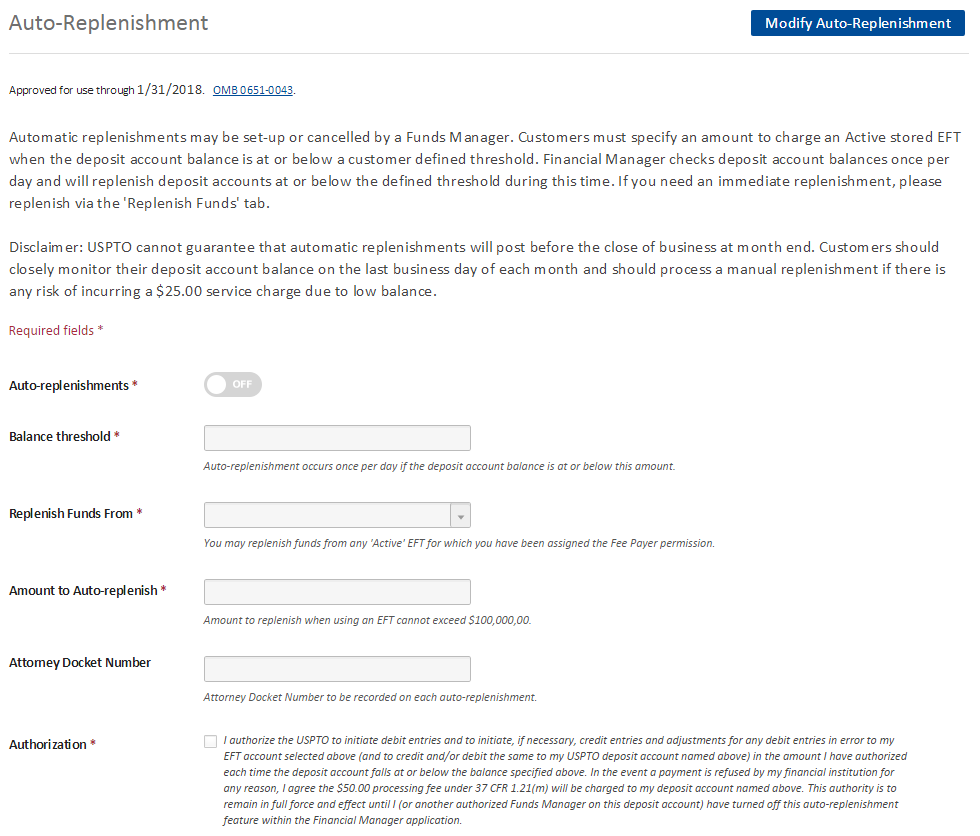 Auto-Replenishment
Modify Auto-Replenishment
Approved for use through 1/31/2018. OMB 0651-0043.
Automatic replenishments may be set-up or cancelled by a Funds Manager. Customers must specify an amount to charge an Active stored EFT
when the deposit account balance is at or below a customer defined threshold. Financial Manager checks deposit account balances once per
day and will replenish deposit accounts at or below the defined threshold during this time. If you need an immediate replenishment, please
replenish via the 'Replenish Funds' tab.
Disclaimer: USPTO cannot guarantee that automatic replenishments will post before the close of business at month end. Customers should
closely monitor their deposit account balance on the last business day of each month and should process a manual replenishment if there is
any risk of incurring a $25.00 service charge due to low balance.
Required fields *
Auto-replenishments *
OFF
Balance threshold *
Auto-replenishment occurs once per day if the deposit account balance is at or below this amount.
Replenish Funds From *
You may replenish funds from any 'Active' EFT for which you have been assigned the Fee Payer permission.
Amount to Auto-replenish *
Amount to replenish when using an EFT cannot exceed $100,000,00.
Attorney Docket Number
Attorney Docket Number to be recorded on each auto-replenishment.
Authorization *
I authorize the USPTO to initiate debit entries and to initiate, if necessary, credit entries and adjustments for any debit entries in error to my
EFT account selected above (and to credit and/or debit the same to my USPTO deposit account named above) in the amount I have authorized
each time the deposit account falls at or below the balance specified above. In the event a payment is refused by my financial institution for
any reason, I agree the $50.00 processing fee under 37 CFR 1.21(m) will be charged to my deposit account named above. This authority is to
remain in full force and effect until I (or another authorized Funds Manager on this deposit account) have turned off this auto-replenishment
feature within the Financial Manager application.